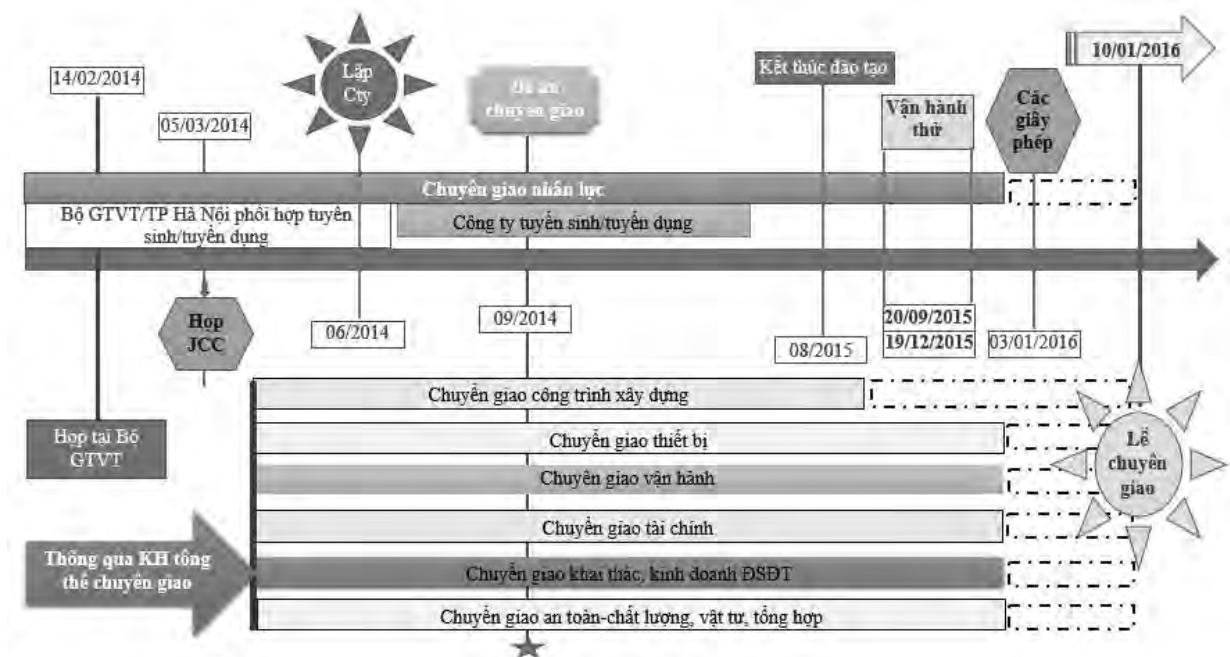 10/01/2016
Lập
Cty
Kết thúc đào tạo
14/02/2014
Đề án
chuyển giao
Các
giấy
phép
Vận hành
thử
05/03/2014
Chuyển giao nhân lực
Bộ GTVT/TP Hà Nội phối hợp tuyển
sinh/tuyển dụng
Công ty tuyển sinh/tuyển dụng
Họp
JCC
06/2014
09/2014
20/09/2015
19/12/2015
08/2015
03/01/2016
Chuyển giao công trình xây dựng
Họp tại Bộ
GTVT
Chuyển giao thiết bị
Lễ
chuyển
giao
Chuyển giao vận hành
Chuyển giao tài chính
Thông qua KH tổng
thể chuyển giao
Chuyển giao khai thác, kinh doanh ĐSĐT
Chuyển giao an toàn-chất lượng, vật tư, tổng hợp